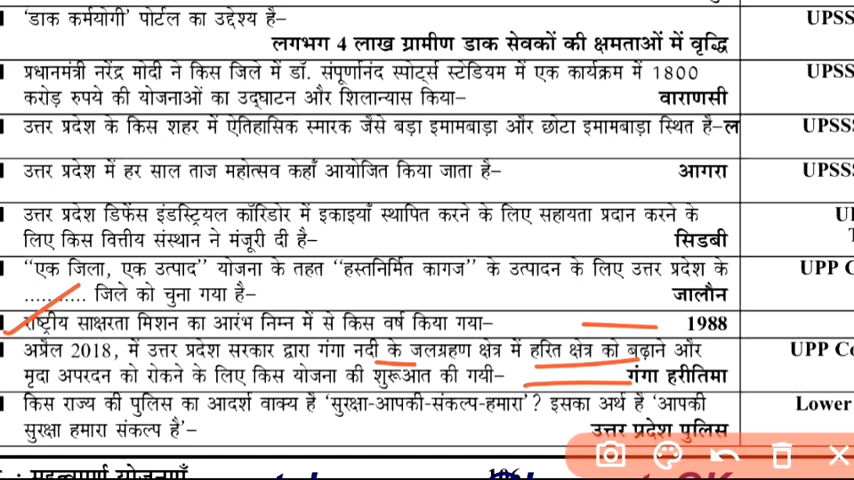 'डाक कर्मयोगी' पोर्टल का उद्देश्य है– UPSS
लगभग 4 लाख ग्रामीण डाक सेवकों की क्षमताओं में वृद्धि
प्रधानमंत्री नरेंद्र मोदी ने किस जिले में डॉ. संपूर्णानंद स्पोर्ट्स स्टेडियम में एक कार्यक्रम में 1800 UPSS
करोड़ रुपये की योजनाओं का उद्घाटन और शिलान्यास किया– वाराणसी
उत्तर प्रदेश के किस शहर में ऐतिहासिक स्मारक जैसे बड़ा इमामबाड़ा और छोटा इमामबाड़ा स्थित है–ल UPSS
उत्तर प्रदेश में हर साल ताज महोत्सव कहाँ आयोजित किया जाता है– आगरा UPSS
उत्तर प्रदेश डिफेंस इंडस्ट्रियल कॉरिडोर में इकाइयाँ स्थापित करने के लिए सहायता प्रदान करने के U
लिए किस वित्तीय संस्थान ने मंजूरी दी है– सिडबी
"एक जिला, एक उत्पाद" योजना के तहत "हस्तनिर्मित कागज" के उत्पादन के लिए उत्तर प्रदेश के UPP C
........... जिले को चुना गया है– जालौन
राष्ट्रीय साक्षरता मिशन का आरंभ निम्न में से किस वर्ष किया गया– 1988
अप्रैल 2018, में उत्तर प्रदेश सरकार द्वारा गंगा नदी के जलग्रहण क्षेत्र में हरित क्षेत्र को बढ़ाने और UPP Co
मृदा अपरदन को रोकने के लिए किस योजना की शुरूआत की गयी– गंगा हरीतिमा
किस राज्य की पुलिस का आदर्श वाक्य है 'सुरक्षा-आपकी-संकल्प-हमारा'? इसका अर्थ है 'आपकी Lower
सुरक्षा हमारा संकल्प है'– उत्तर प्रदेश पुलिस
: महत्वपूर्ण योजनाएँ